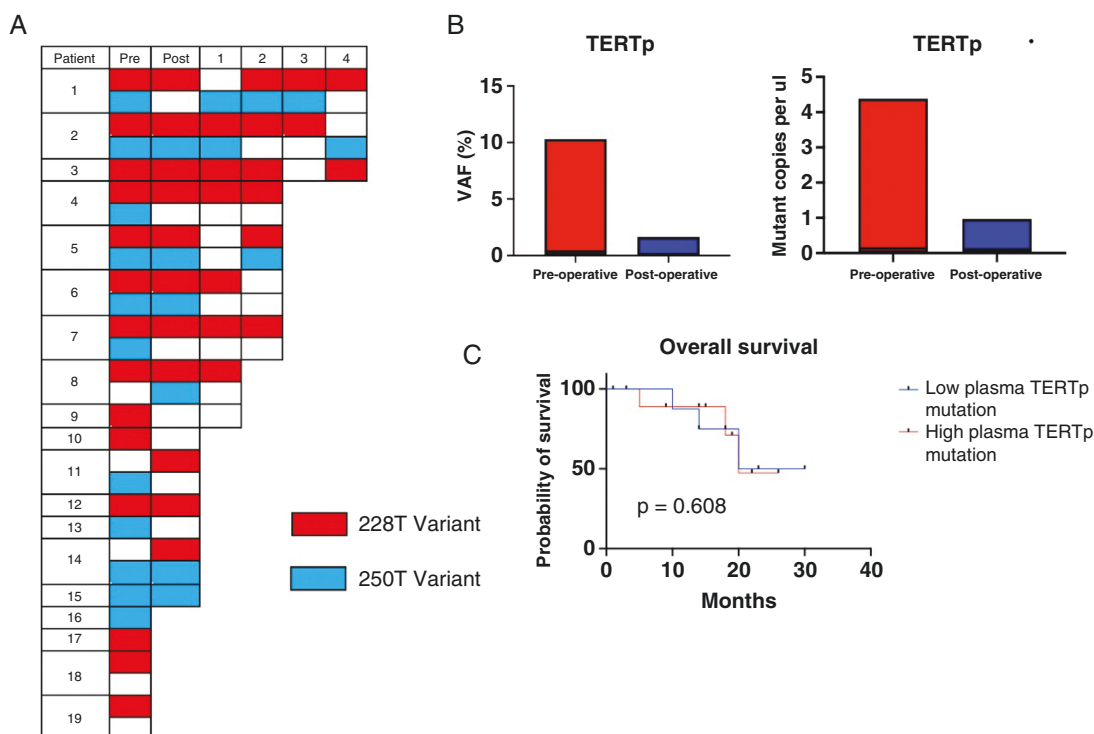 A
Patient Pre Post 1 2 3 4
1
2
3
4
5
6
7
8
9
10
11
12
13
14
15
16
17
18
19
228T Variant
250T Variant
B
TERTp
15
10
5
0
VAF (%)
Pre-operative Post-operative
TERTp
5
4
3
2
1
0
Mutant copies per ul
Pre-operative Post-operative
C
Overall survival
100
50
0
Probability of survival
p = 0.608
0 10 20 30 40
Months
Low plasma TERTp
mutation
High plasma TERTp
mutation